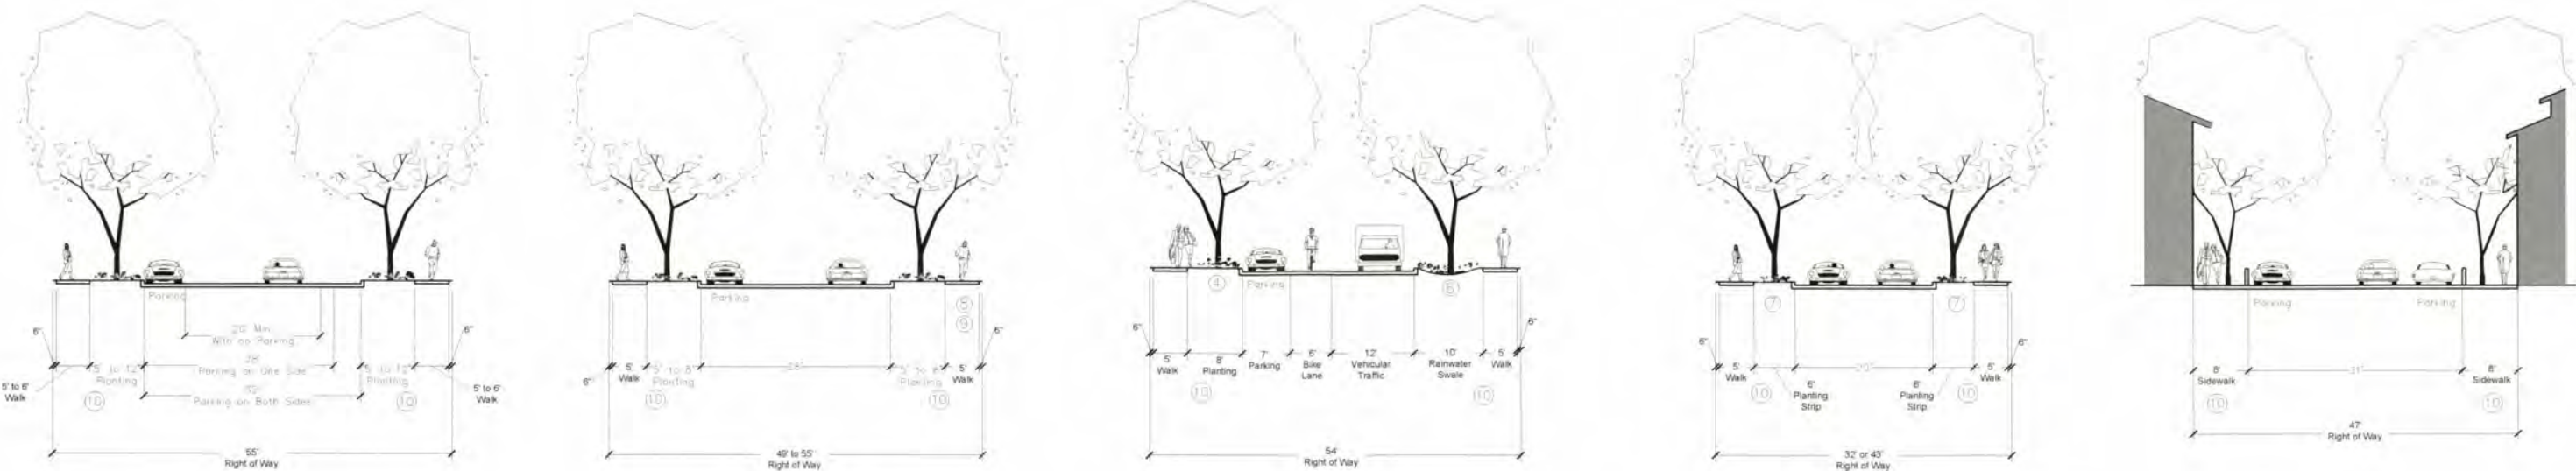 Parking
20' Min.
With no Parking
28'
Parking on One Side
32'
Parking on Both Sides
6"
6"
5' to 6'
Walk
5' to 12'
Planting
5' to 12'
Planting
5' to 6'
Walk
(10)
(10)
55'
Right of Way
Parking
(5)
(9)
6"
6"
5'
Walk
5' to 8'
Planting
28'
5' to 8'
Planting
5'
Walk
(10)
(10)
49' to 55'
Right of Way
(4)
Parking
(6)
6"
6"
5'
Walk
8'
Planting
7'
Parking
6'
Bike
Lane
12'
Vehicular
Traffic
10'
Rainwater
Swale
5'
Walk
(10)
(10)
54'
Right of Way
(7)
(7)
6"
6"
5'
Walk
20'
5'
Walk
6'
Planting
Strip
6'
Planting
Strip
(10)
(10)
32' or 43'
Right of Way
Parking
Parking
8'
Sidewalk
31'
8'
Sidewalk
(10)
(10)
47'
Right of Way